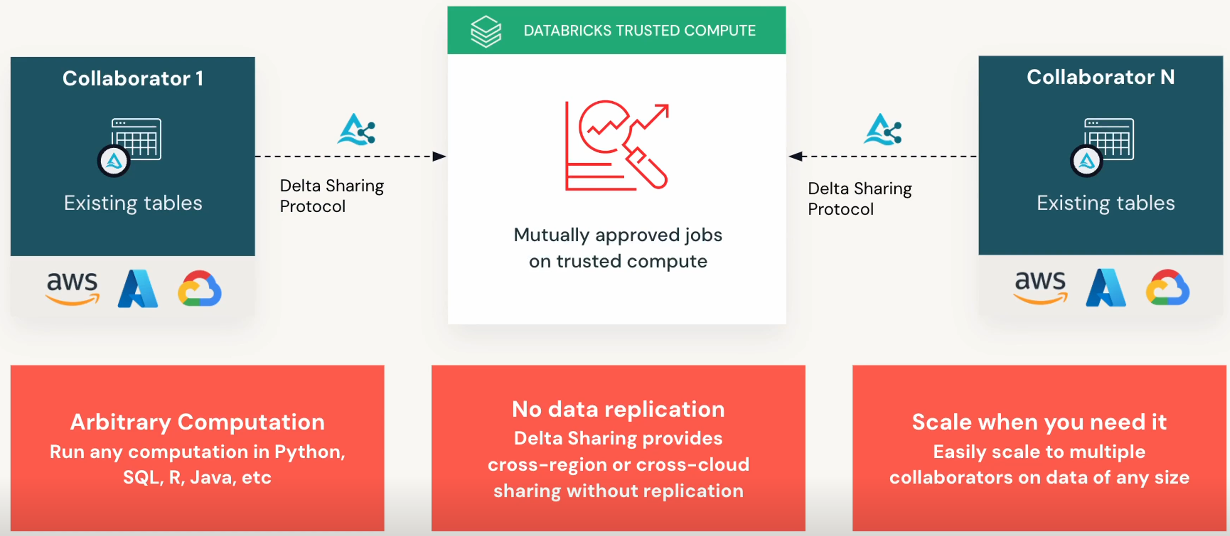 DATABRICKS TRUSTED COMPUTE
Collaborator 1
Existing tables
aws
Delta Sharing
Protocol
Mutually approved jobs
on trusted compute
Delta Sharing
Protocol
Collaborator N
Existing tables
aws
Arbitrary Computation
Run any computation in Python,
SQL, R, Java, etc
No data replication
Delta Sharing provides
cross-region or cross-cloud
sharing without replication
Scale when you need it
Easily scale to multiple
collaborators on data of any size